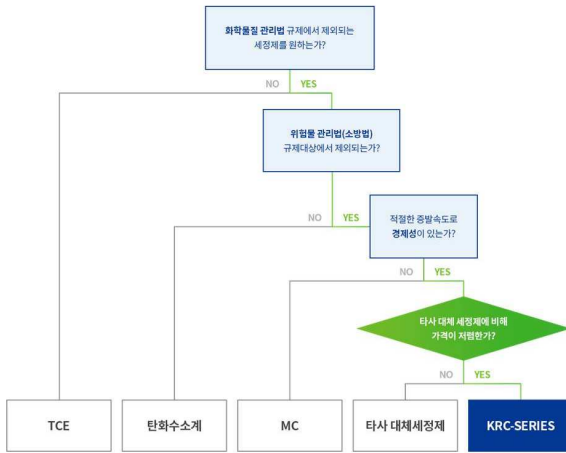 화학물질 관리법 규제에서 제외되는
세정제를 원하는가?
NO YES
위험물 관리법(소방법)
규제대상에서 제외되는가?
NO YES
적절한 증발속도로
경제성이 있는가?
NO YES
타사 대체 세정제에 비해
가격이 저렴한가?
NO YES
TCE
탄화수소계
MC
타사 대체세정제
KRC-SERIES